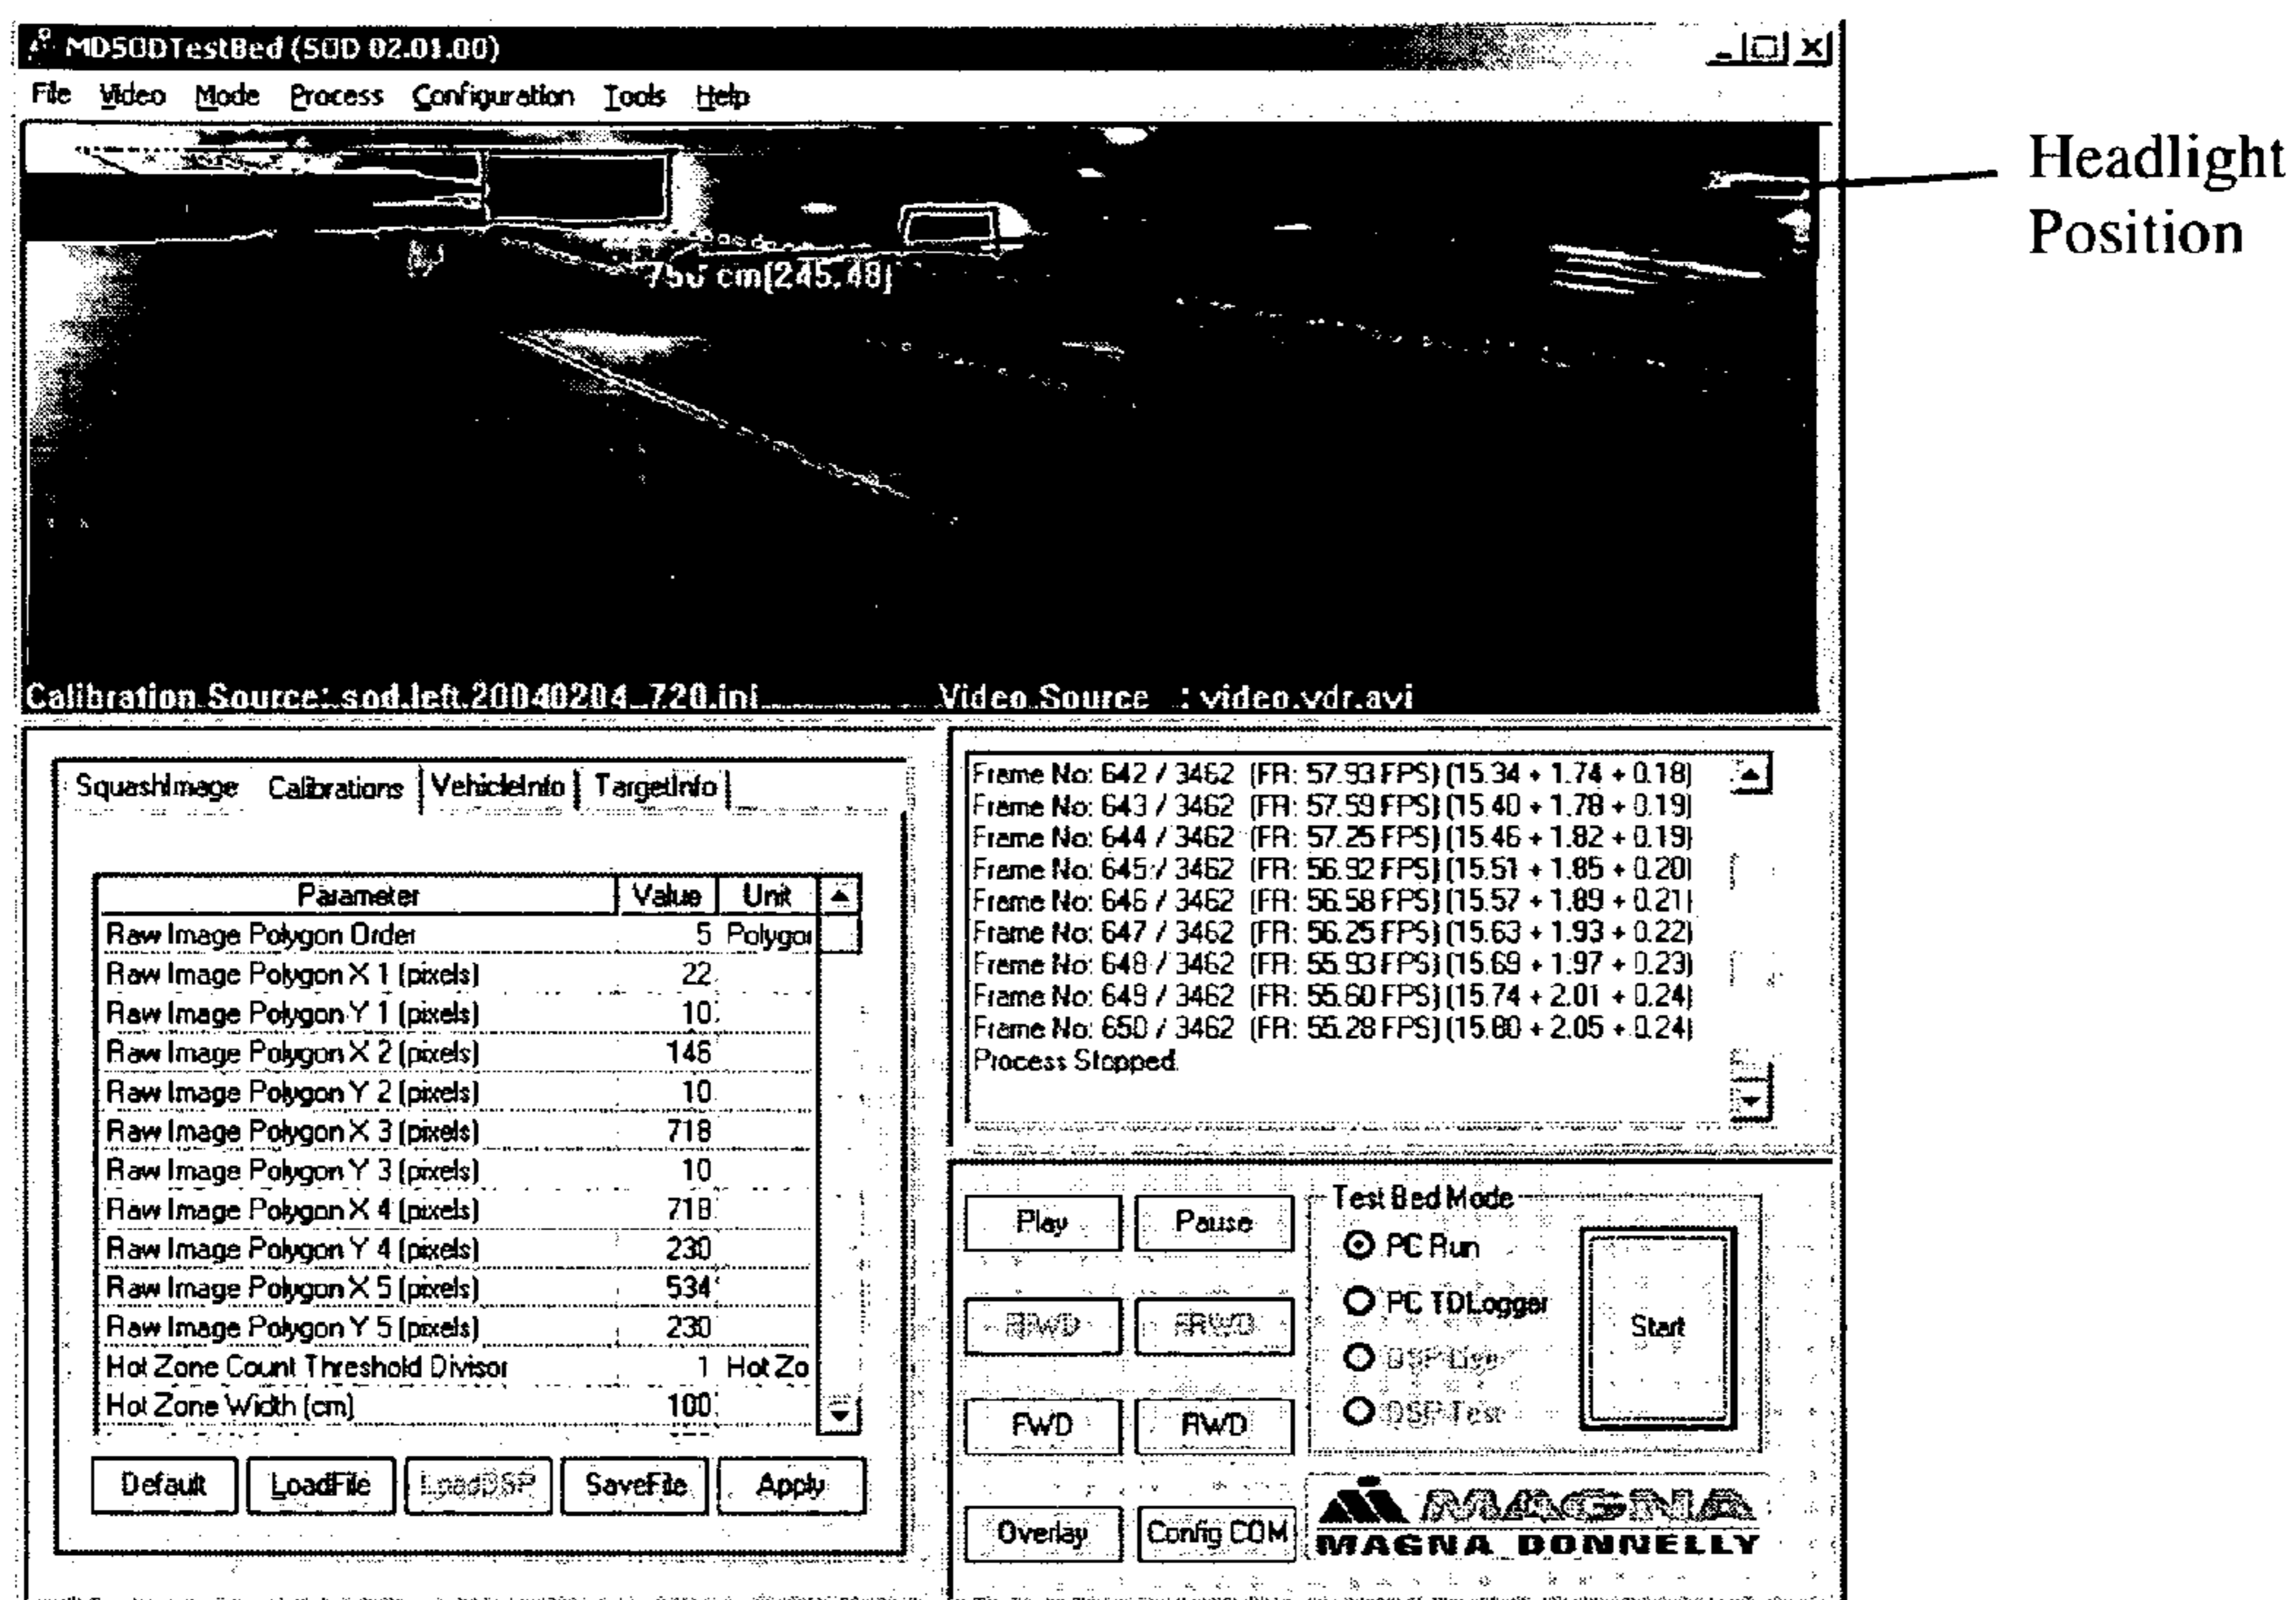 MDSODTestBed (SOD 02.01.00)
File Video Mode Process Configuration Tools Help
Headlight
Position
cm[245,48]
Calibration Source: sod.left.20040204_720.ini
Video Source : video.vdr.avi
SquashImage Calibrations VehicleInfo TargetInfo
Parameter Value Unit
Raw Image Polygon Order 5 Polygon
Raw Image Polygon X 1 (pixels) 22
Raw Image Polygon Y 1 (pixels) 10
Raw Image Polygon X 2 (pixels) 146
Raw Image Polygon Y 2 (pixels) 10
Raw Image Polygon X 3 (pixels) 718
Raw Image Polygon Y 3 (pixels) 10
Raw Image Polygon X 4 (pixels) 718
Raw Image Polygon Y 4 (pixels) 230
Raw Image Polygon X 5 (pixels) 534
Raw Image Polygon Y 5 (pixels) 230
Hot Zone Count Threshold Divisor 1 Hot Zo
Hot Zone Width (cm) 100
Default LoadFile LoadDSP SaveFile Apply
Frame No: 642 / 3462 (FR: 57.93 FPS) (15.34 + 1.74 + 0.18)
Frame No: 643 / 3462 (FR: 57.59 FPS) (15.40 + 1.78 + 0.19)
Frame No: 644 / 3462 (FR: 57.25 FPS) (15.46 + 1.82 + 0.19)
Frame No: 645 / 3462 (FR: 56.92 FPS) (15.51 + 1.85 + 0.20)
Frame No: 646 / 3462 (FR: 56.58 FPS) (15.57 + 1.89 + 0.21)
Frame No: 647 / 3462 (FR: 56.25 FPS) (15.63 + 1.93 + 0.22)
Frame No: 648 / 3462 (FR: 55.93 FPS) (15.69 + 1.97 + 0.23)
Frame No: 649 / 3462 (FR: 55.60 FPS) (15.74 + 2.01 + 0.24)
Frame No: 650 / 3462 (FR: 55.28 FPS) (15.80 + 2.05 + 0.24)
Process Stopped.
Play Pause
FWD RWD
Overlay Config COM
Test Bed Mode
PC Run
PC TDLogger
DSP Live
DSP Test
Start
MAGNA
MAGNA DONNELLY